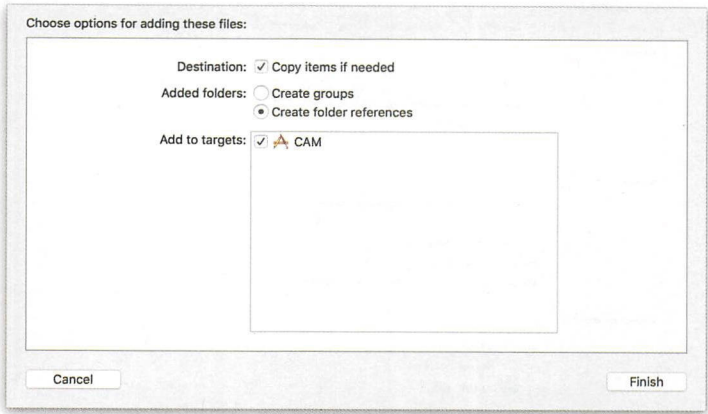 Choose options for adding these files:
Destination: Copy items if needed
Added folders: Create groups
Create folder references
Add to targets: CAM
Cancel Finish